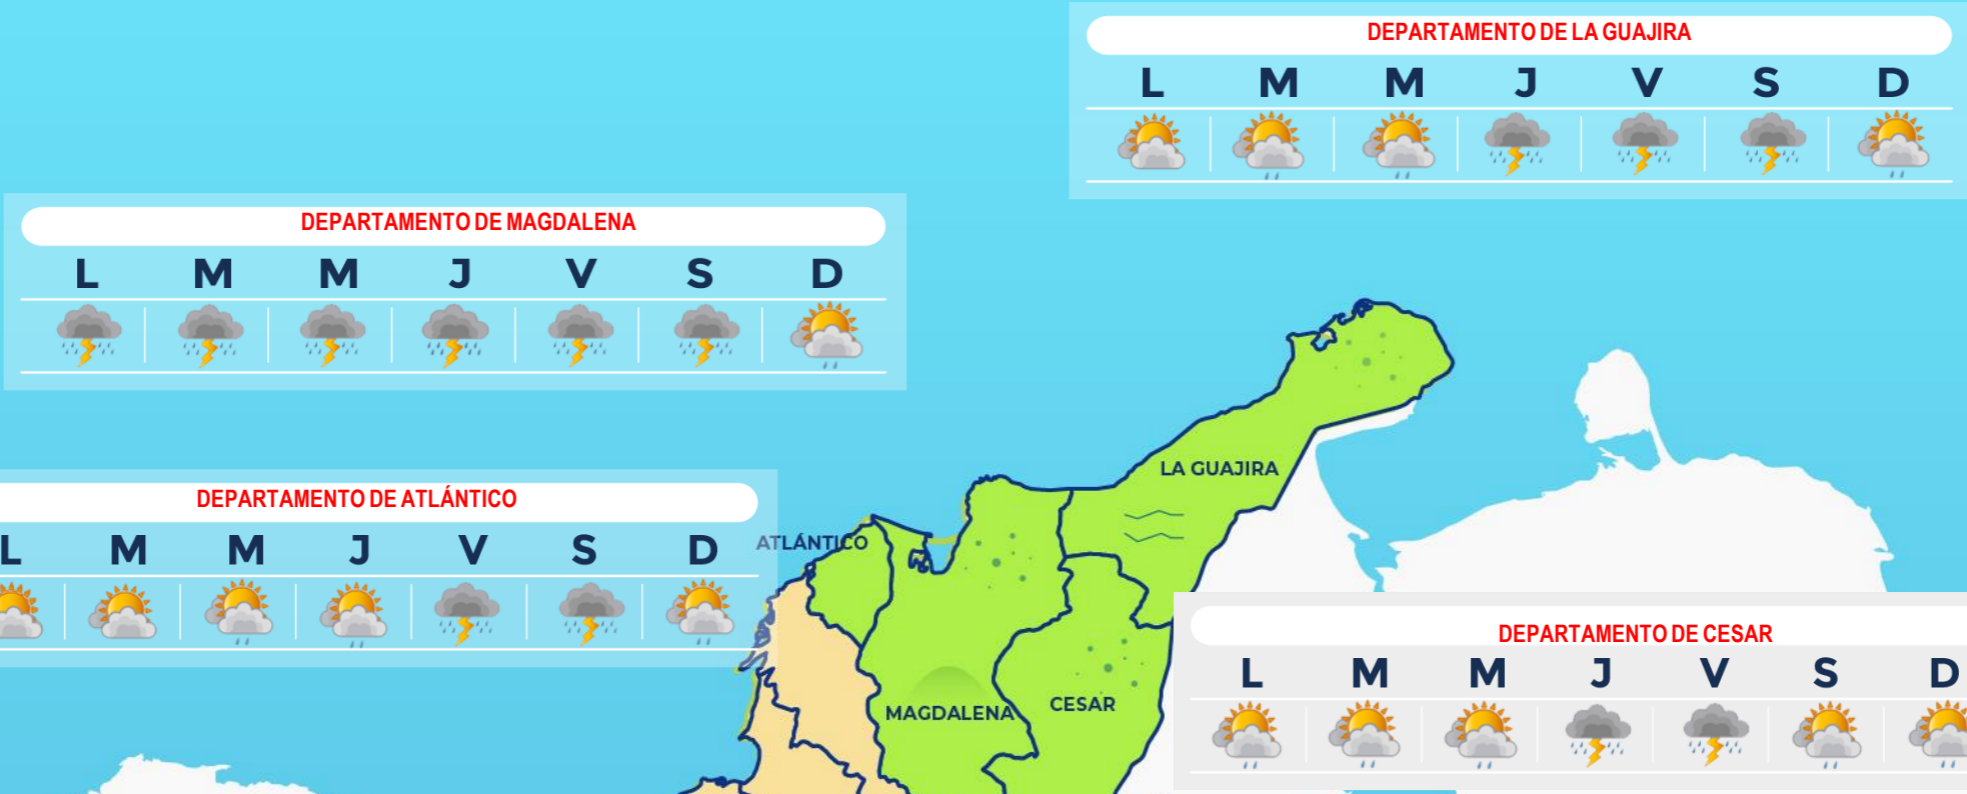 DEPARTAMENTO DE LA GUAJIRA
L M M J V S D
DEPARTAMENTO DE MAGDALENA
L M M J V S D
DEPARTAMENTO DE ATLÁNTICO
L M M J V S D
ATLÁNTICO
LA GUAJIRA
MAGDALENA
CESAR
DEPARTAMENTO DE CESAR
L M M J V S D